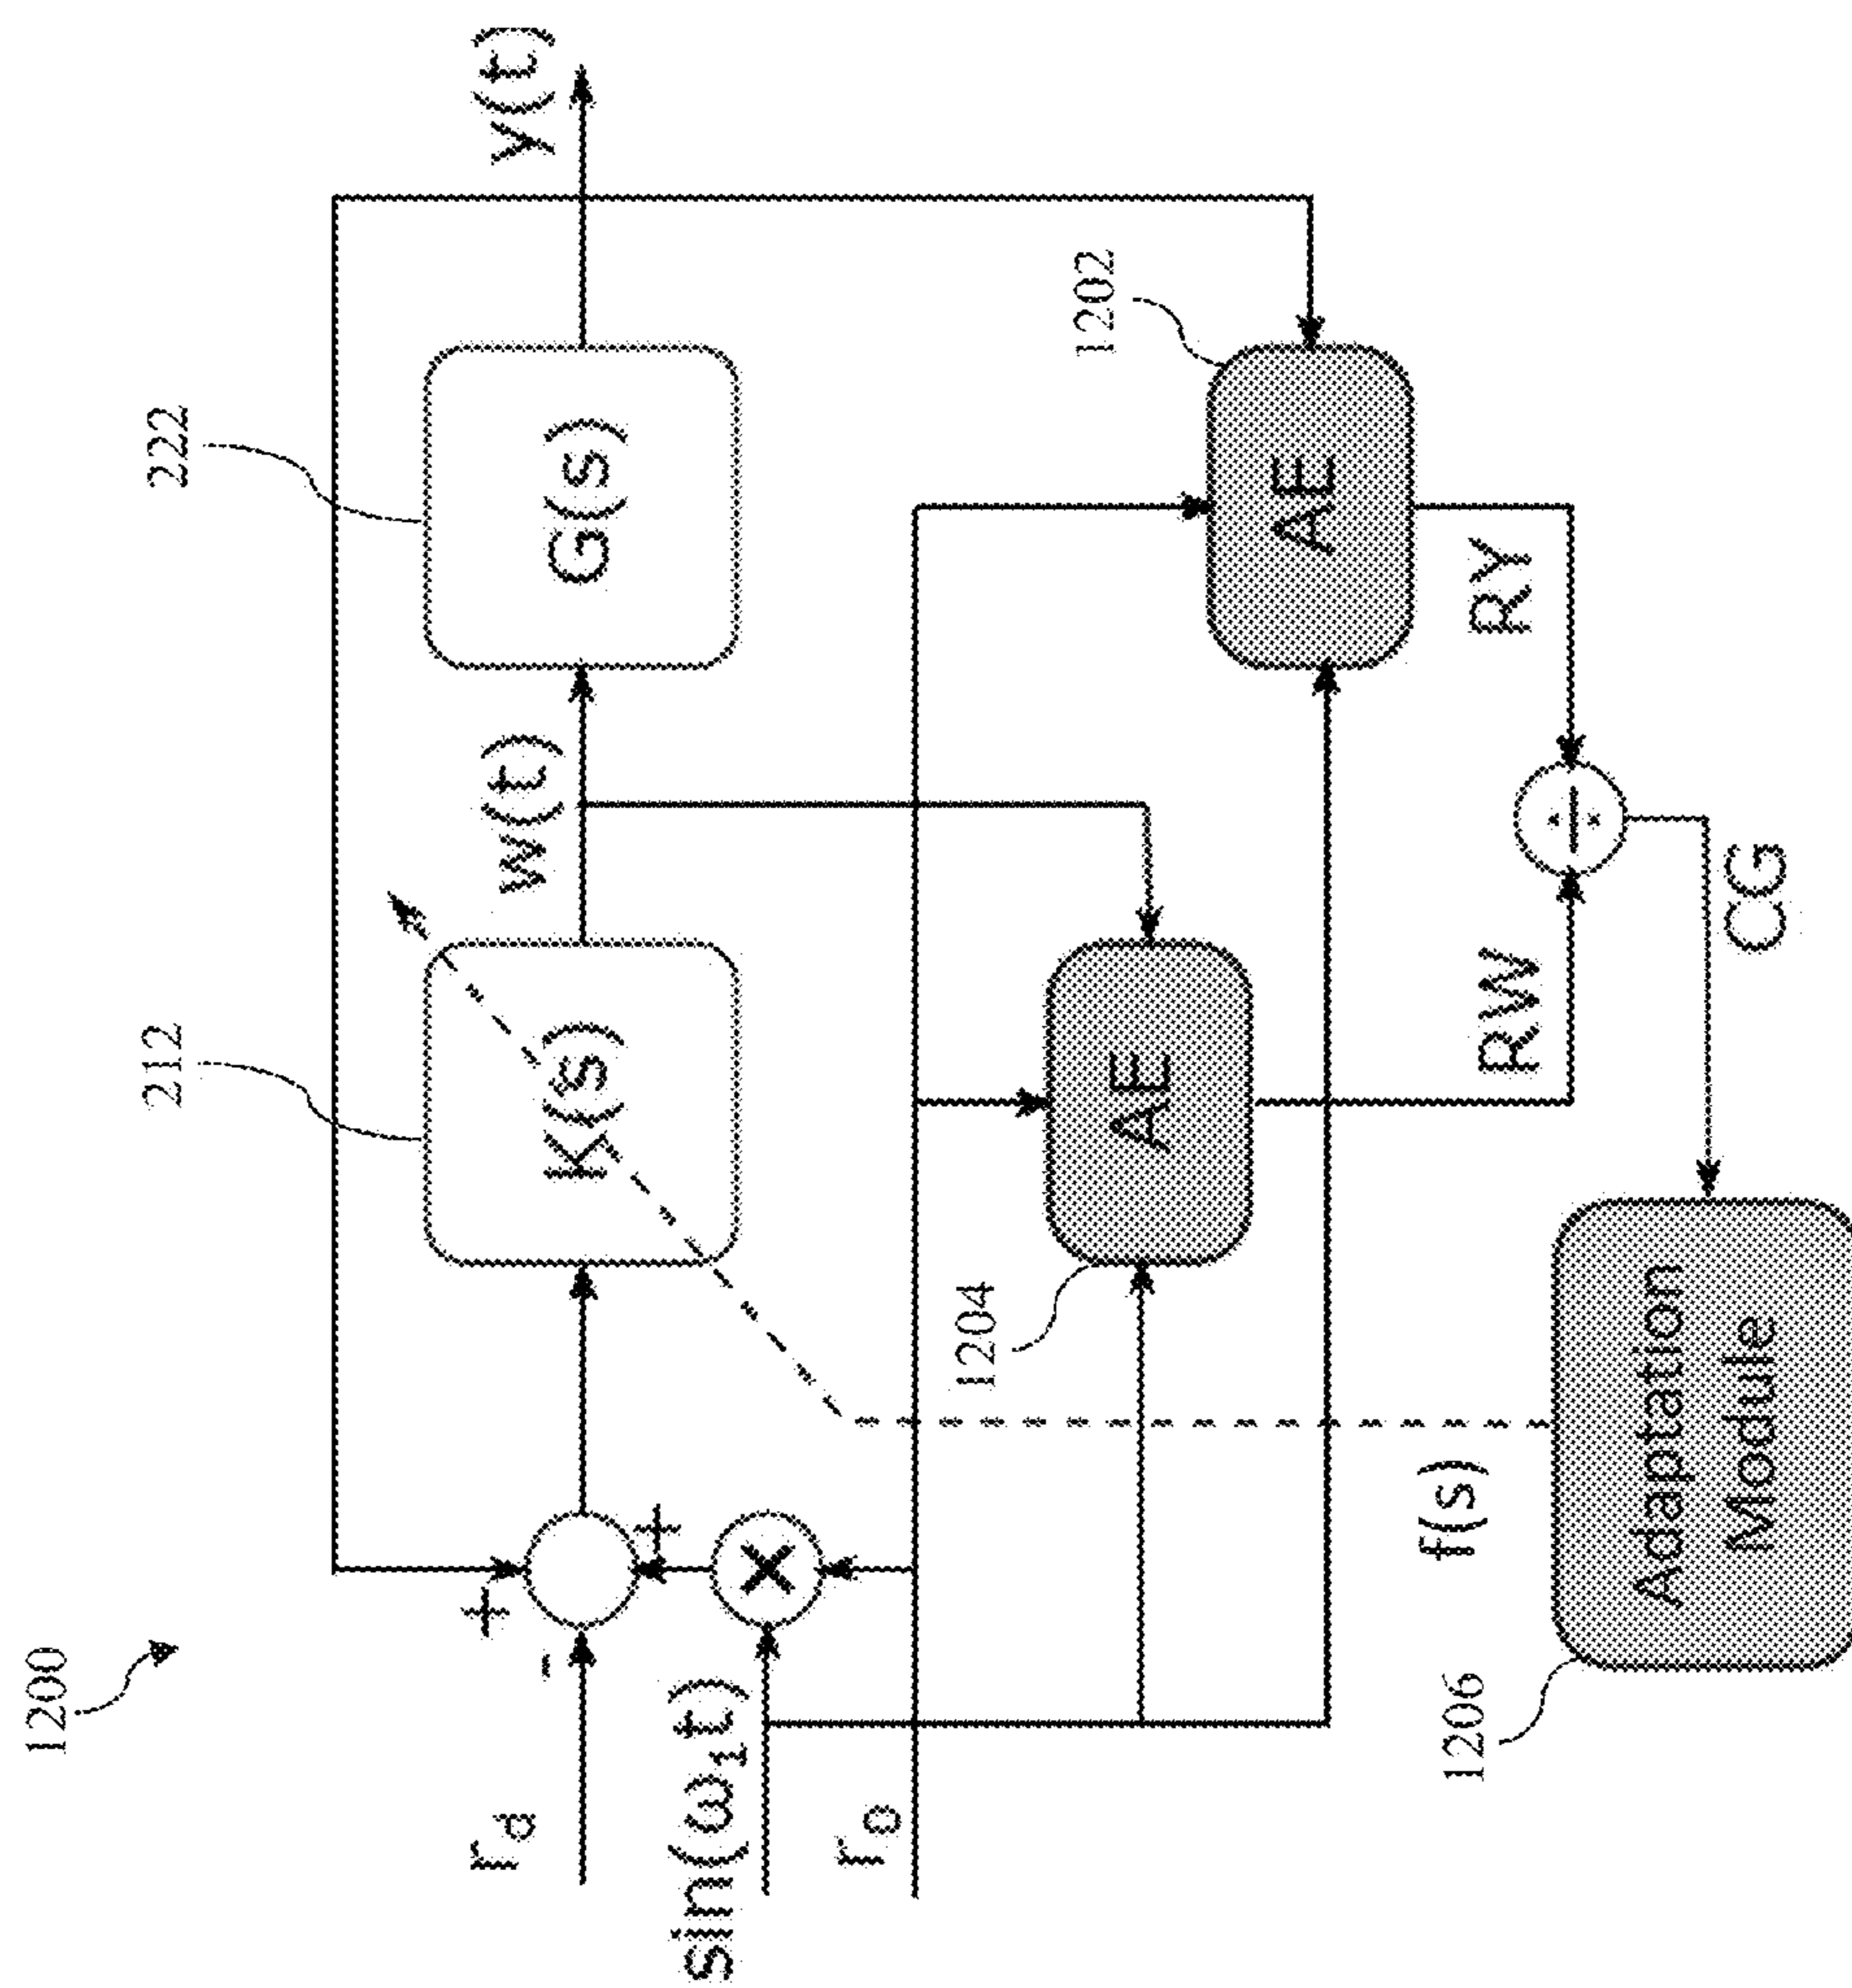 1200
212
222
r_d
-
+
+
K(s)
w(t)
G(s)
y(t)
sin(ω₁t)
×
r_o
1204
AE
1202
AE
f(s)
RW
÷
RY
CG
1206
Adaptation
Module